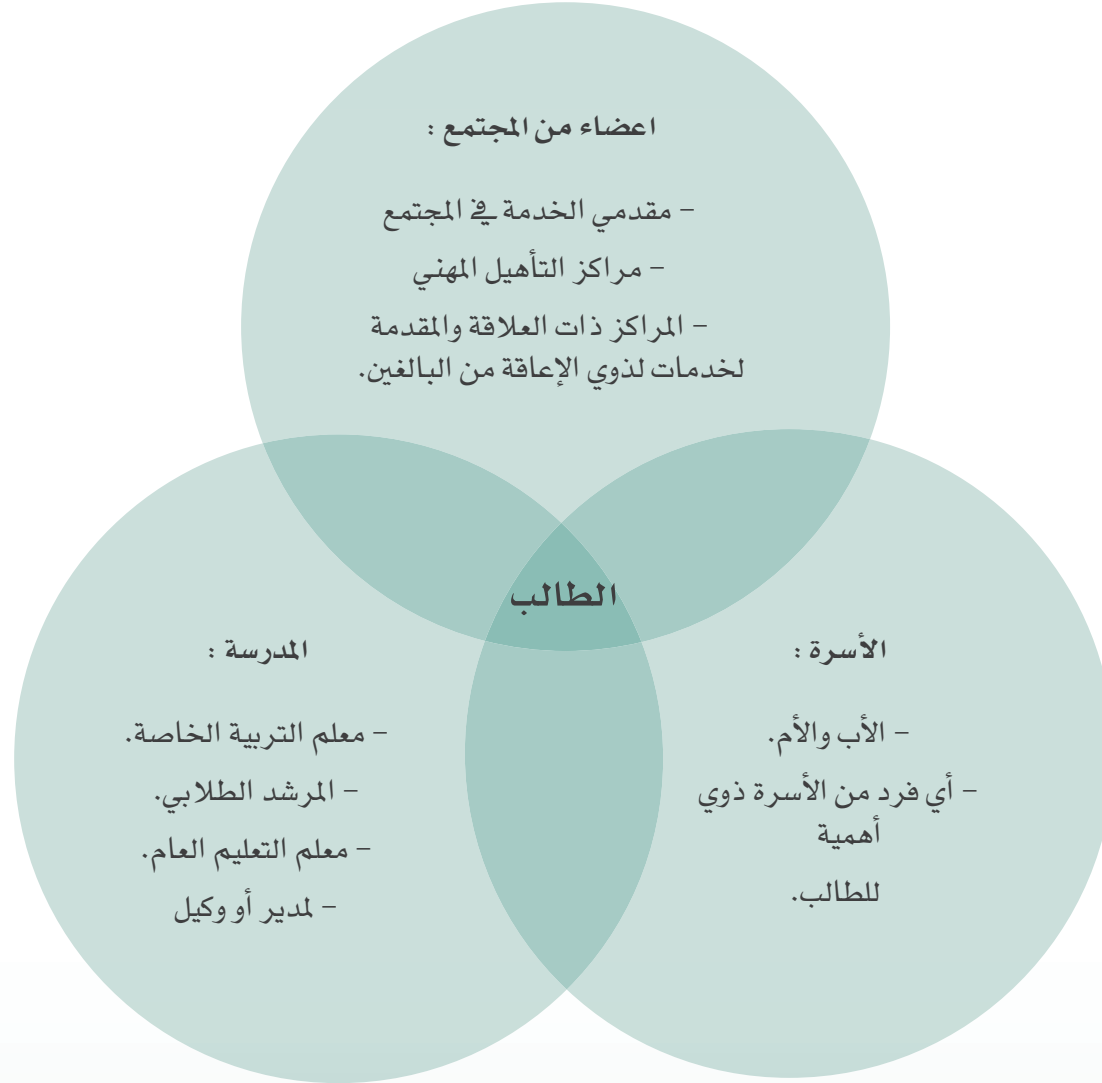 اعضاء من المجتمع :
- مقدمي الخدمة في المجتمع
- مراكز التأهيل المهني
- المراكز ذات العلاقة والمقدمة
لخدمات لذوي الإعاقة من البالغين.
الطالب
الأسرة :
- الأب والأم.
- أي فرد من الأسرة ذوي
أهمية
للطالب.
المدرسة :
- معلم التربية الخاصة.
- المرشد الطلابي.
- معلم التعليم العام.
- لمدير أو وكيل